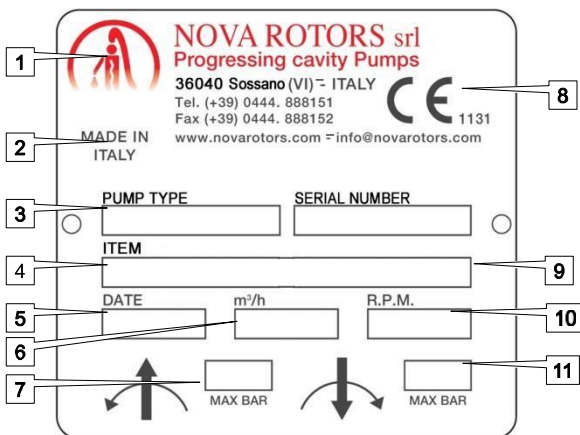 NOVA ROTORS srl
Progressing cavity Pumps
36040 Sossano (VI) - ITALY
Tel. (+39) 0444. 888151
Fax (+39) 0444. 888152
www.novarotors.com - info@novarotors.com
CE 1131
MADE IN
ITALY
PUMP TYPE SERIAL NUMBER
ITEM
DATE m³/h R.P.M.
MAX BAR MAX BAR
1
2
3
4
5
6
7
8
9
10
11